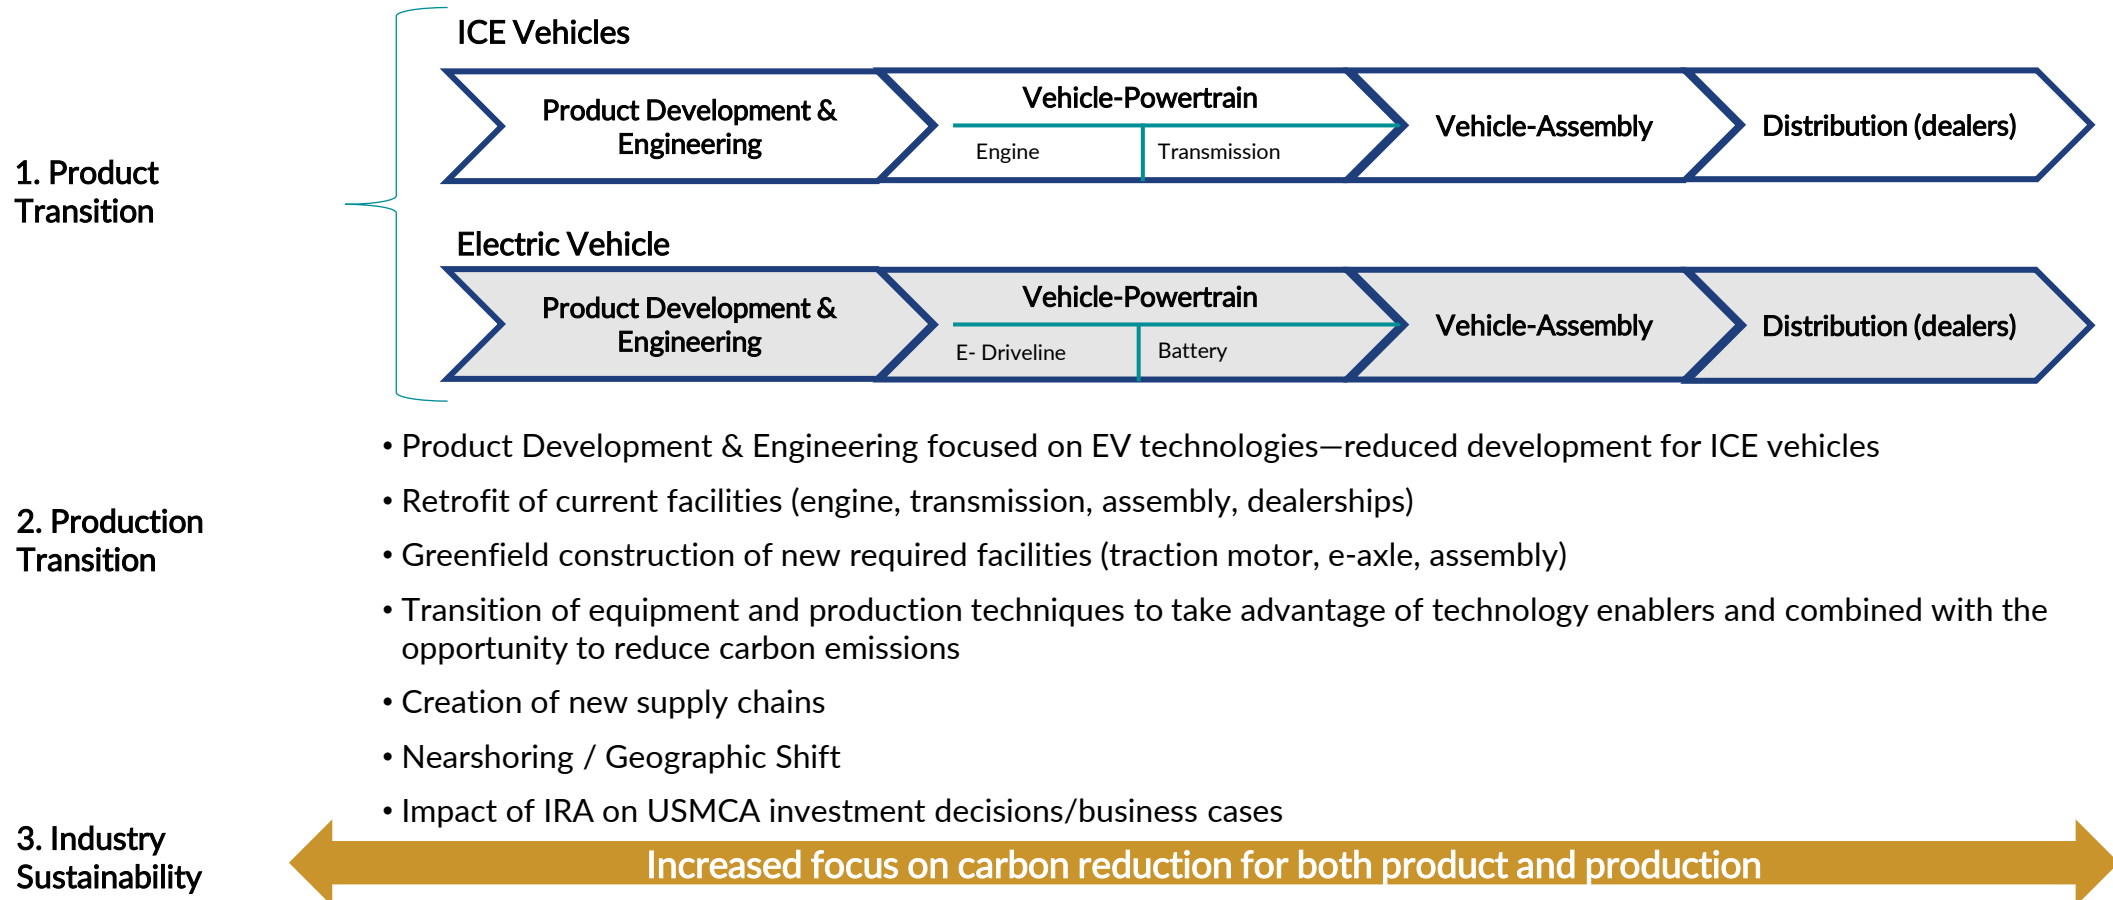 ICE Vehicles
Product Development &
Engineering
Vehicle-Powertrain
Engine
Transmission
Vehicle-Assembly
Distribution (dealers)
1. Product
Transition
Electric Vehicle
Product Development &
Engineering
Vehicle-Powertrain
E- Driveline
Battery
Vehicle-Assembly
Distribution (dealers)
2. Production
Transition
• Product Development & Engineering focused on EV technologies—reduced development for ICE vehicles
• Retrofit of current facilities (engine, transmission, assembly, dealerships)
• Greenfield construction of new required facilities (traction motor, e-axle, assembly)
• Transition of equipment and production techniques to take advantage of technology enablers and combined with the
opportunity to reduce carbon emissions
• Creation of new supply chains
• Nearshoring / Geographic Shift
• Impact of IRA on USMCA investment decisions/business cases
3. Industry
Sustainability
Increased focus on carbon reduction for both product and production